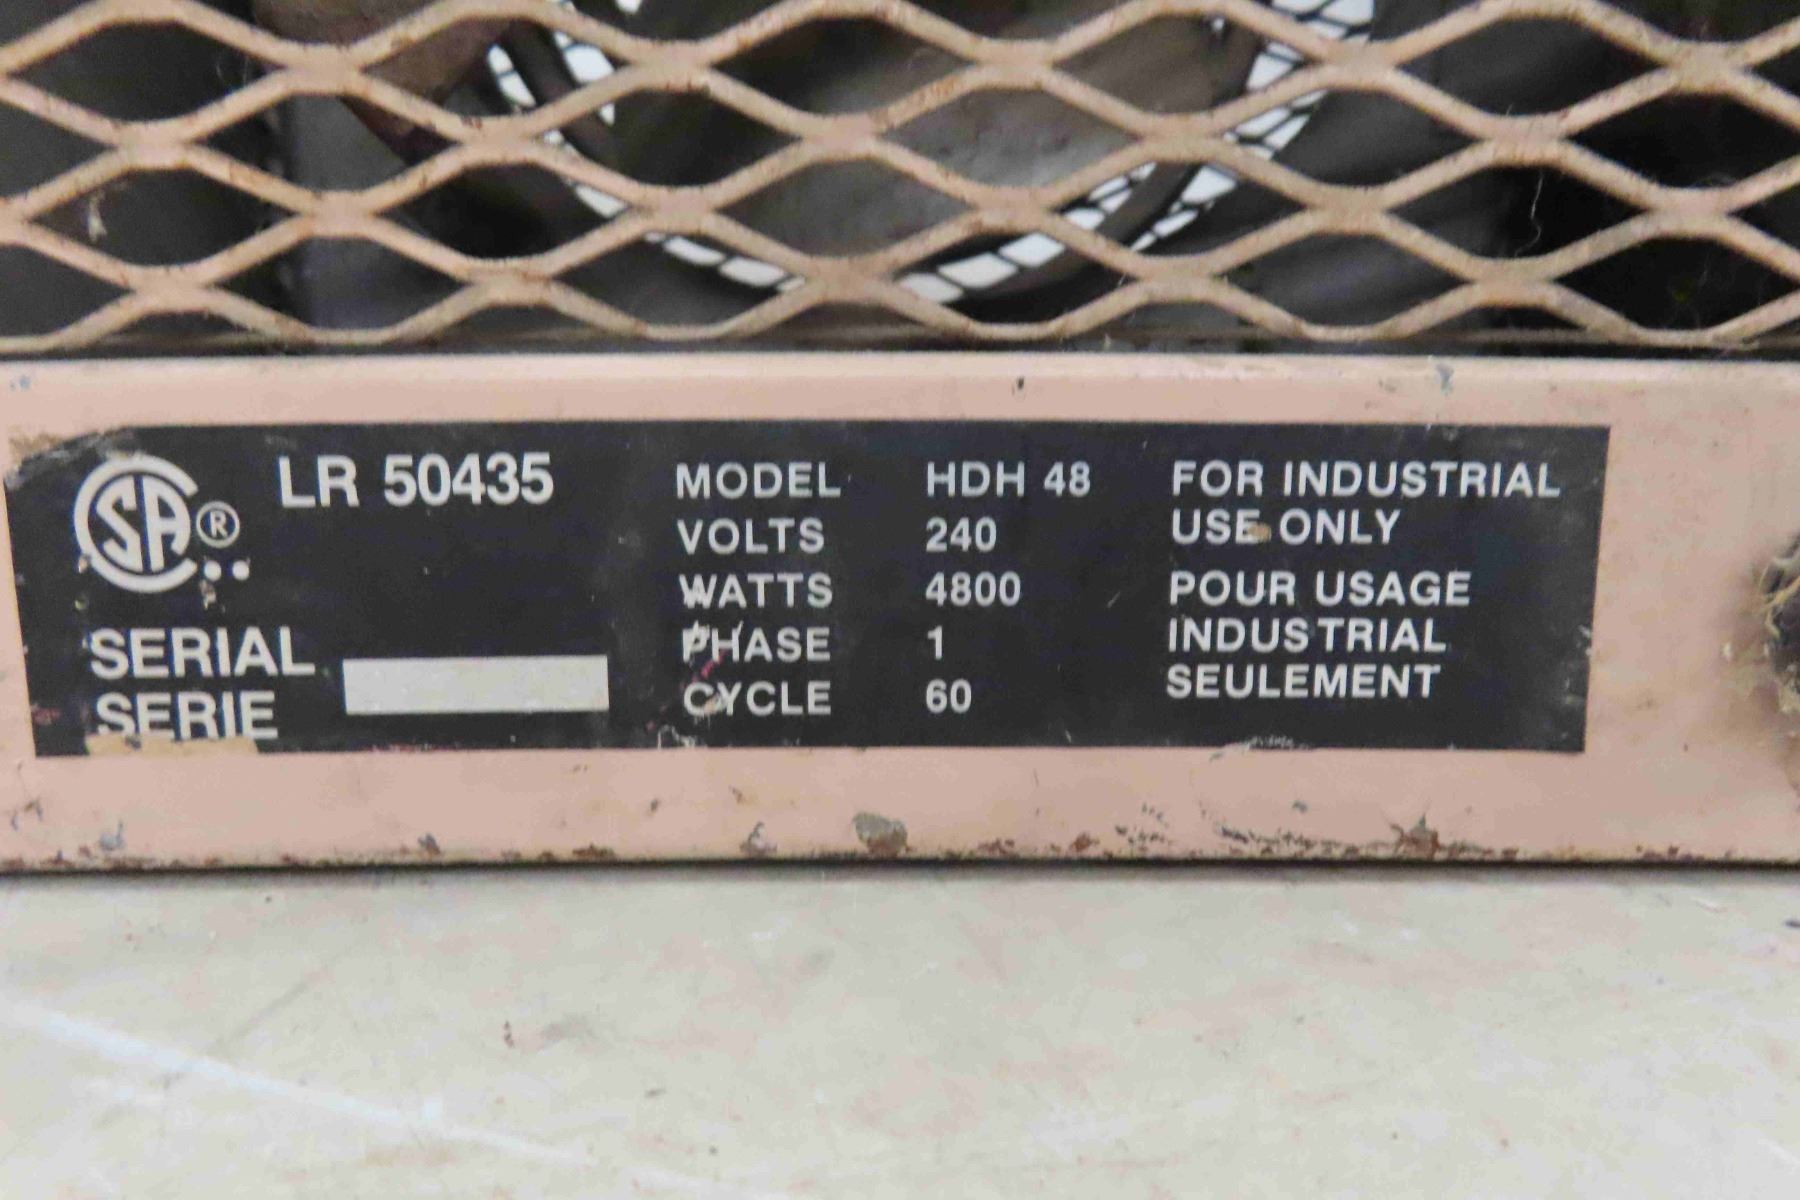 CSA ® LR 50435
SERIAL
SERIE
MODEL HDH 48
VOLTS 240
WATTS 4800
PHASE 1
CYCLE 60
FOR INDUSTRIAL
USE ONLY
POUR USAGE
INDUSTRIAL
SEULEMENT